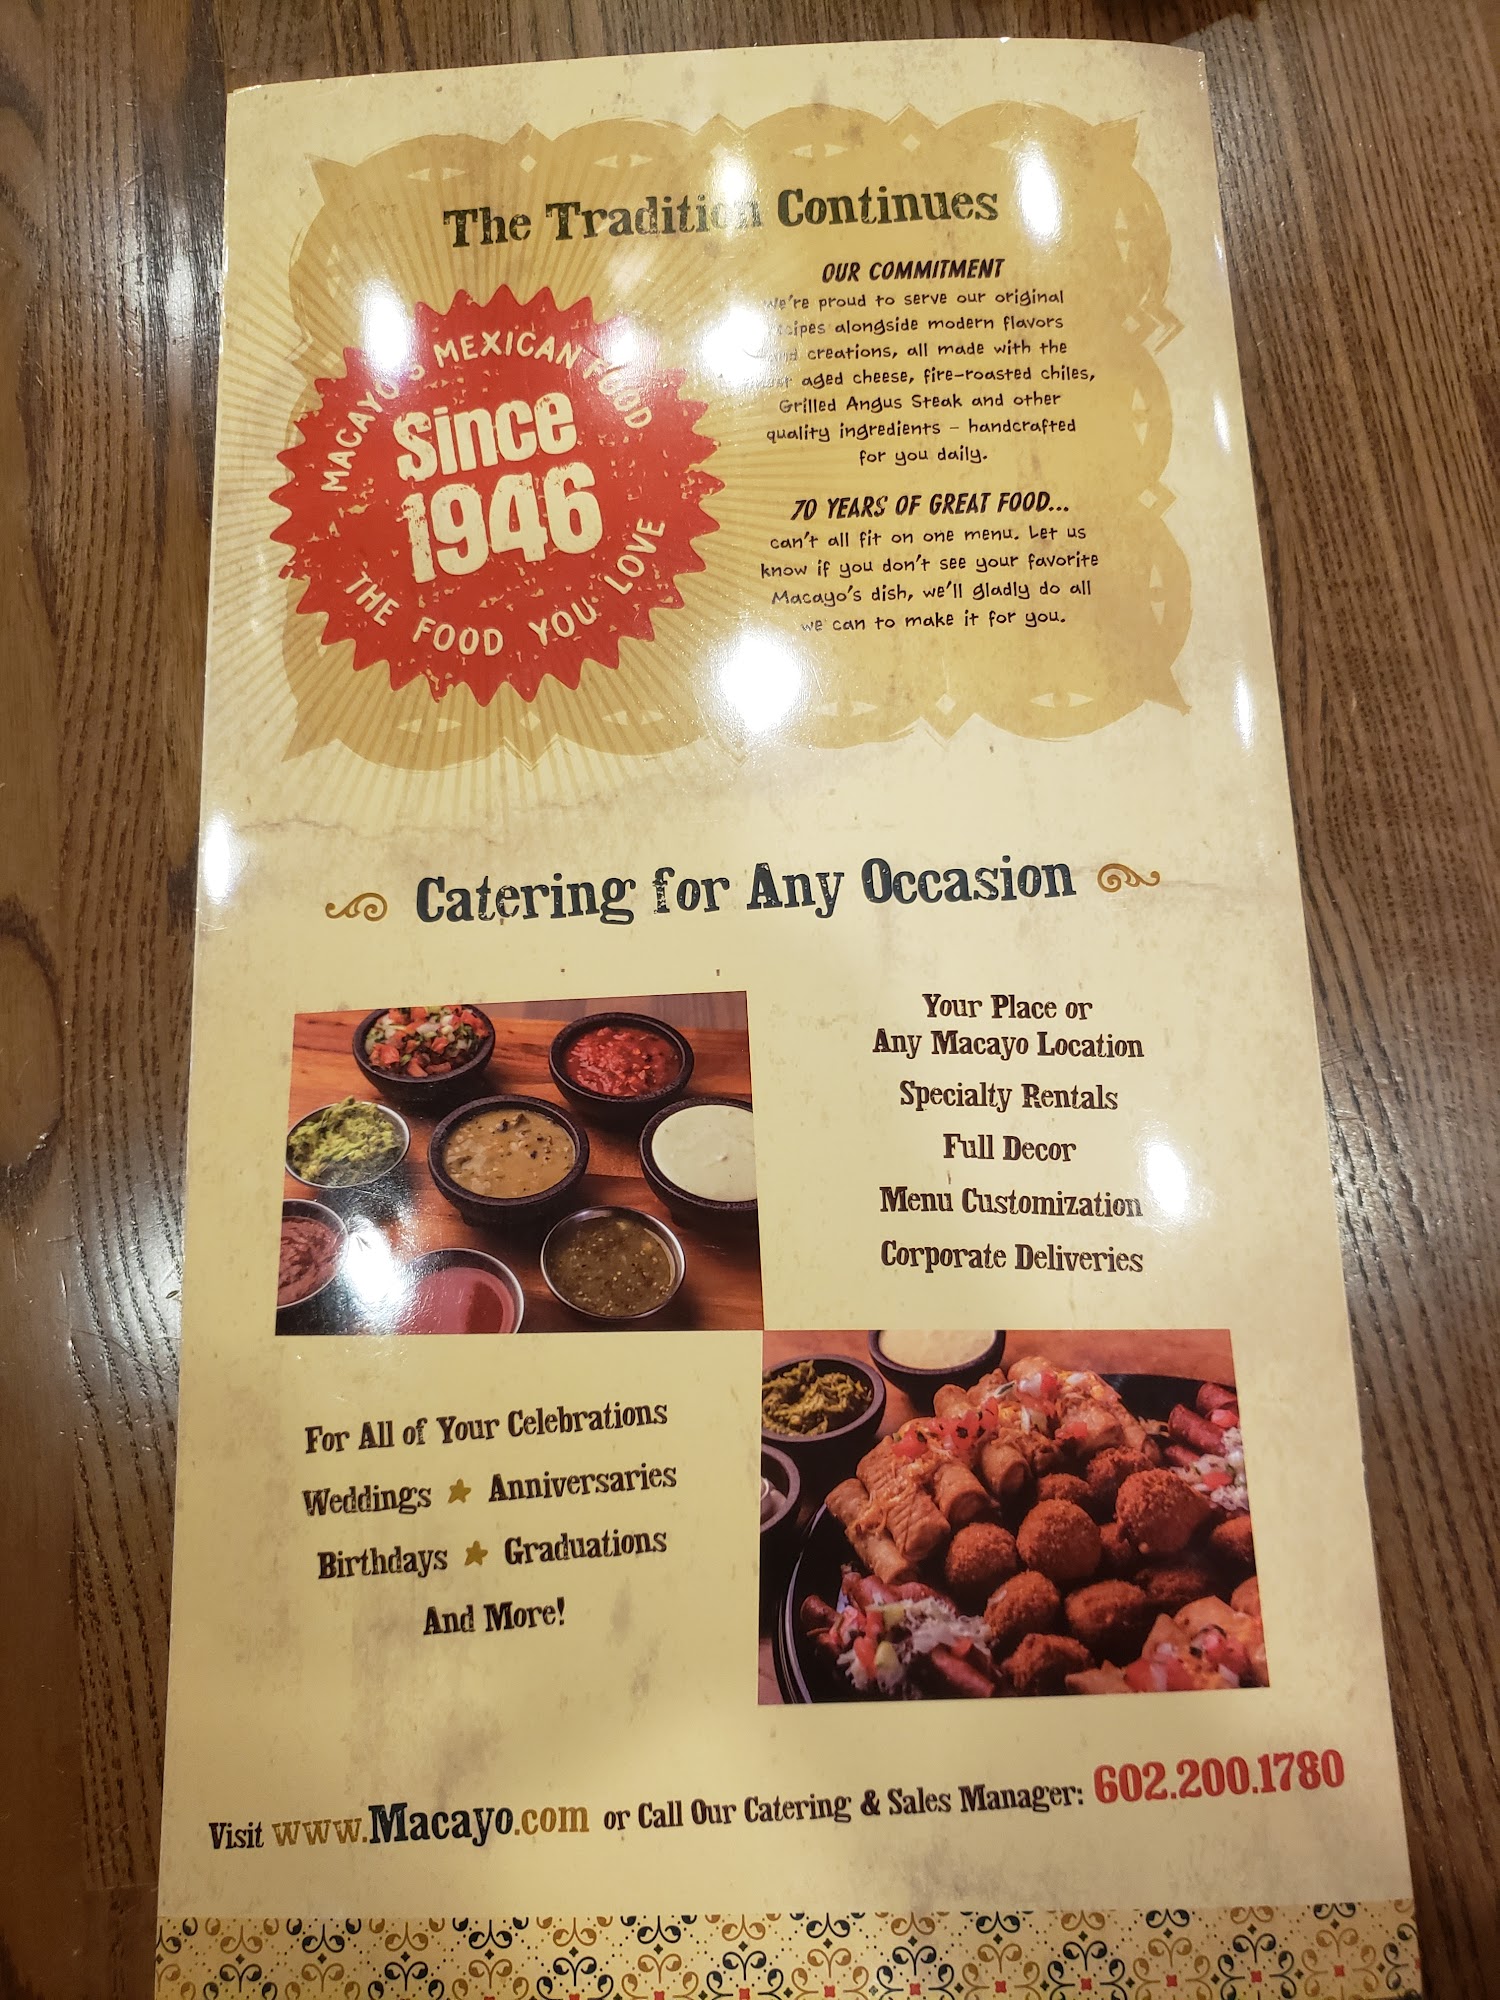 The Tradition Continues
MACAYO'S MEXICAN FOOD
Since
1946
THE FOOD YOU LOVE
OUR COMMITMENT
We're proud to serve our original
recipes alongside modern flavors
and creations, all made with the
aged cheese, fire-roasted chiles,
Grilled Angus Steak and other
quality ingredients - handcrafted
for you daily.
70 YEARS OF GREAT FOOD...
can't all fit on one menu. Let us
know if you don't see your favorite
Macayo's dish, we'll gladly do all
we can to make it for you.
Catering for Any Occasion
Your Place or
Any Macayo Location
Specialty Rentals
Full Decor
Menu Customization
Corporate Deliveries
For All of Your Celebrations
Weddings ★ Anniversaries
Birthdays ★ Graduations
And More!
Visit www.Macayo.com or Call Our Catering & Sales Manager: 602.200.1780